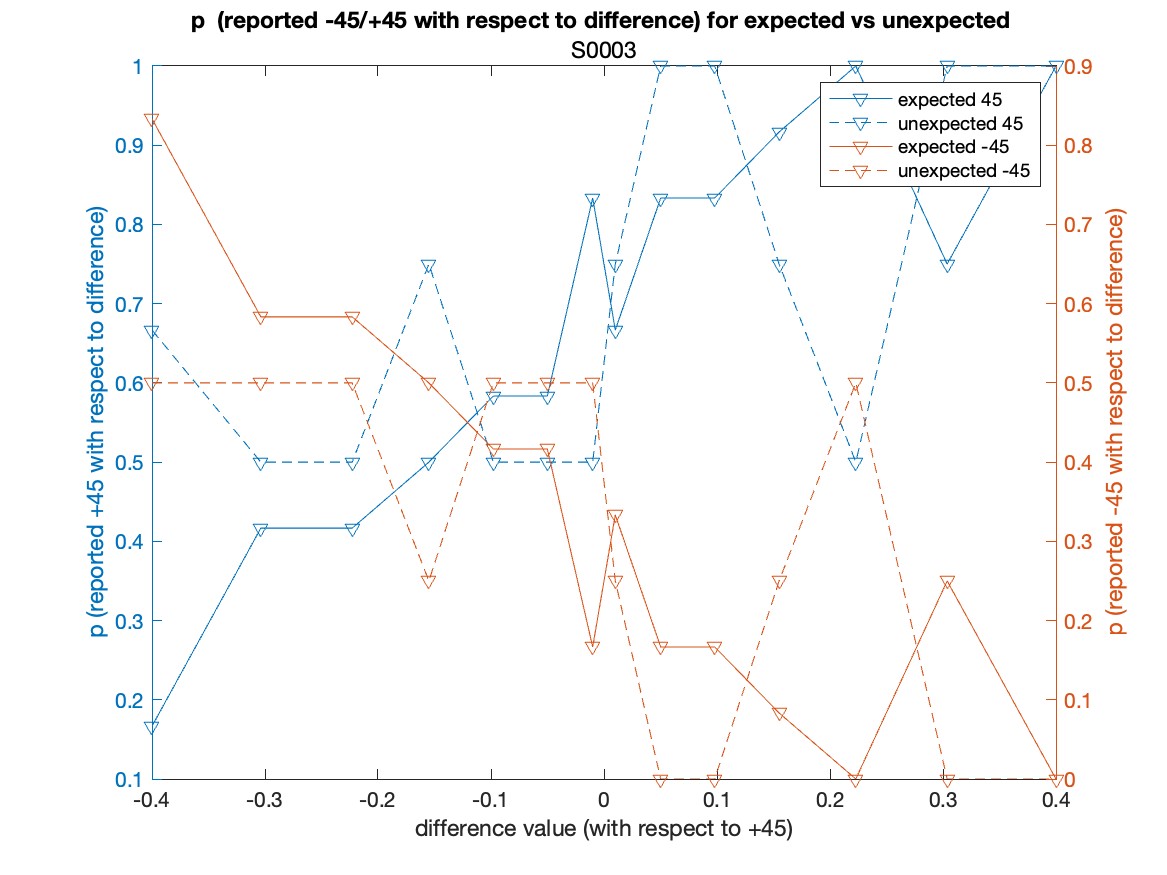 p  (reported -45/+45 with respect to difference) for expected vs unexpected
S0003
1
0.9
0.8
0.7
0.6
0.5
0.4
0.3
0.2
0.1
p (reported +45 with respect to difference)
expected 45
unexpected 45
expected -45
unexpected -45
0.9
0.8
0.7
0.6
0.5
0.4
0.3
0.2
0.1
0
p (reported -45 with respect to difference)
-0.4 -0.3 -0.2 -0.1 0 0.1 0.2 0.3 0.4
difference value (with respect to +45)